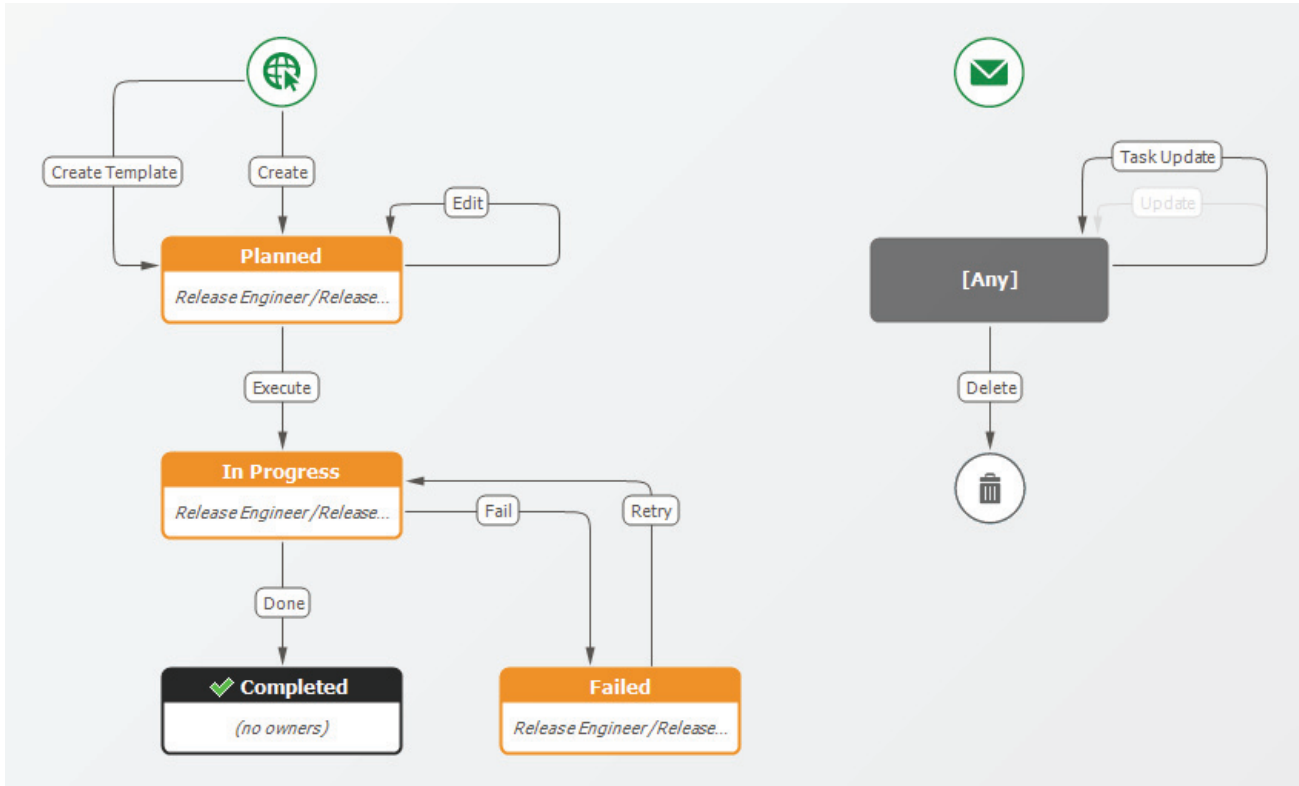 Create Template
Create
Edit
Planned
Release Engineer/Release...
Execute
In Progress
Release Engineer/Release...
Fail
Retry
Done
Completed
(no owners)
Failed
Release Engineer/Release...
Task Update
Update
[Any]
Delete